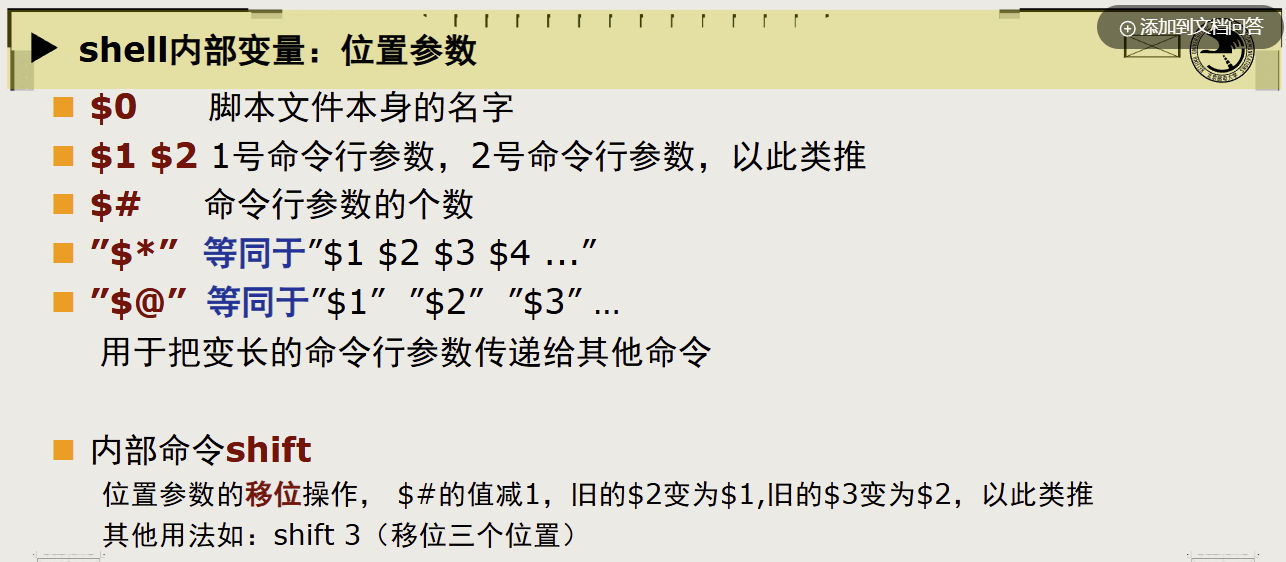 添加到文档问答
shell内部变量：位置参数
$0 脚本文件本身的名字
$1 $2 1号命令行参数，2号命令行参数，以此类推
$# 命令行参数的个数
″$*″ 等同于″$1 $2 $3 $4 ...″
″$@″ 等同于″$1″ ″$2″ ″$3″ …
用于把变长的命令行参数传递给其他命令
内部命令shift
位置参数的移位操作， $#的值减1，旧的$2变为$1,旧的$3变为$2，以此类推
其他用法如：shift 3（移位三个位置）